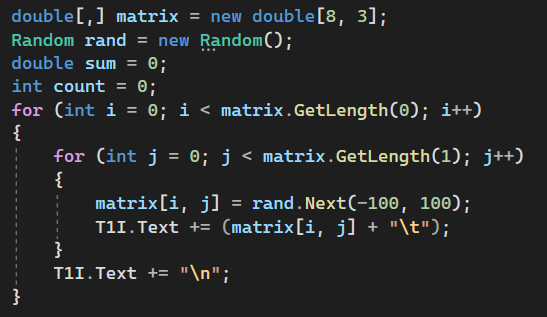 double[,] matrix = new double[8, 3];
Random rand = new Random();
double sum = 0;
int count = 0;
for (int i = 0; i < matrix.GetLength(0); i++)
{
    for (int j = 0; j < matrix.GetLength(1); j++)
    {
        matrix[i, j] = rand.Next(-100, 100);
        T1I.Text += (matrix[i, j] + "\t");
    }
    T1I.Text += "\n";
}